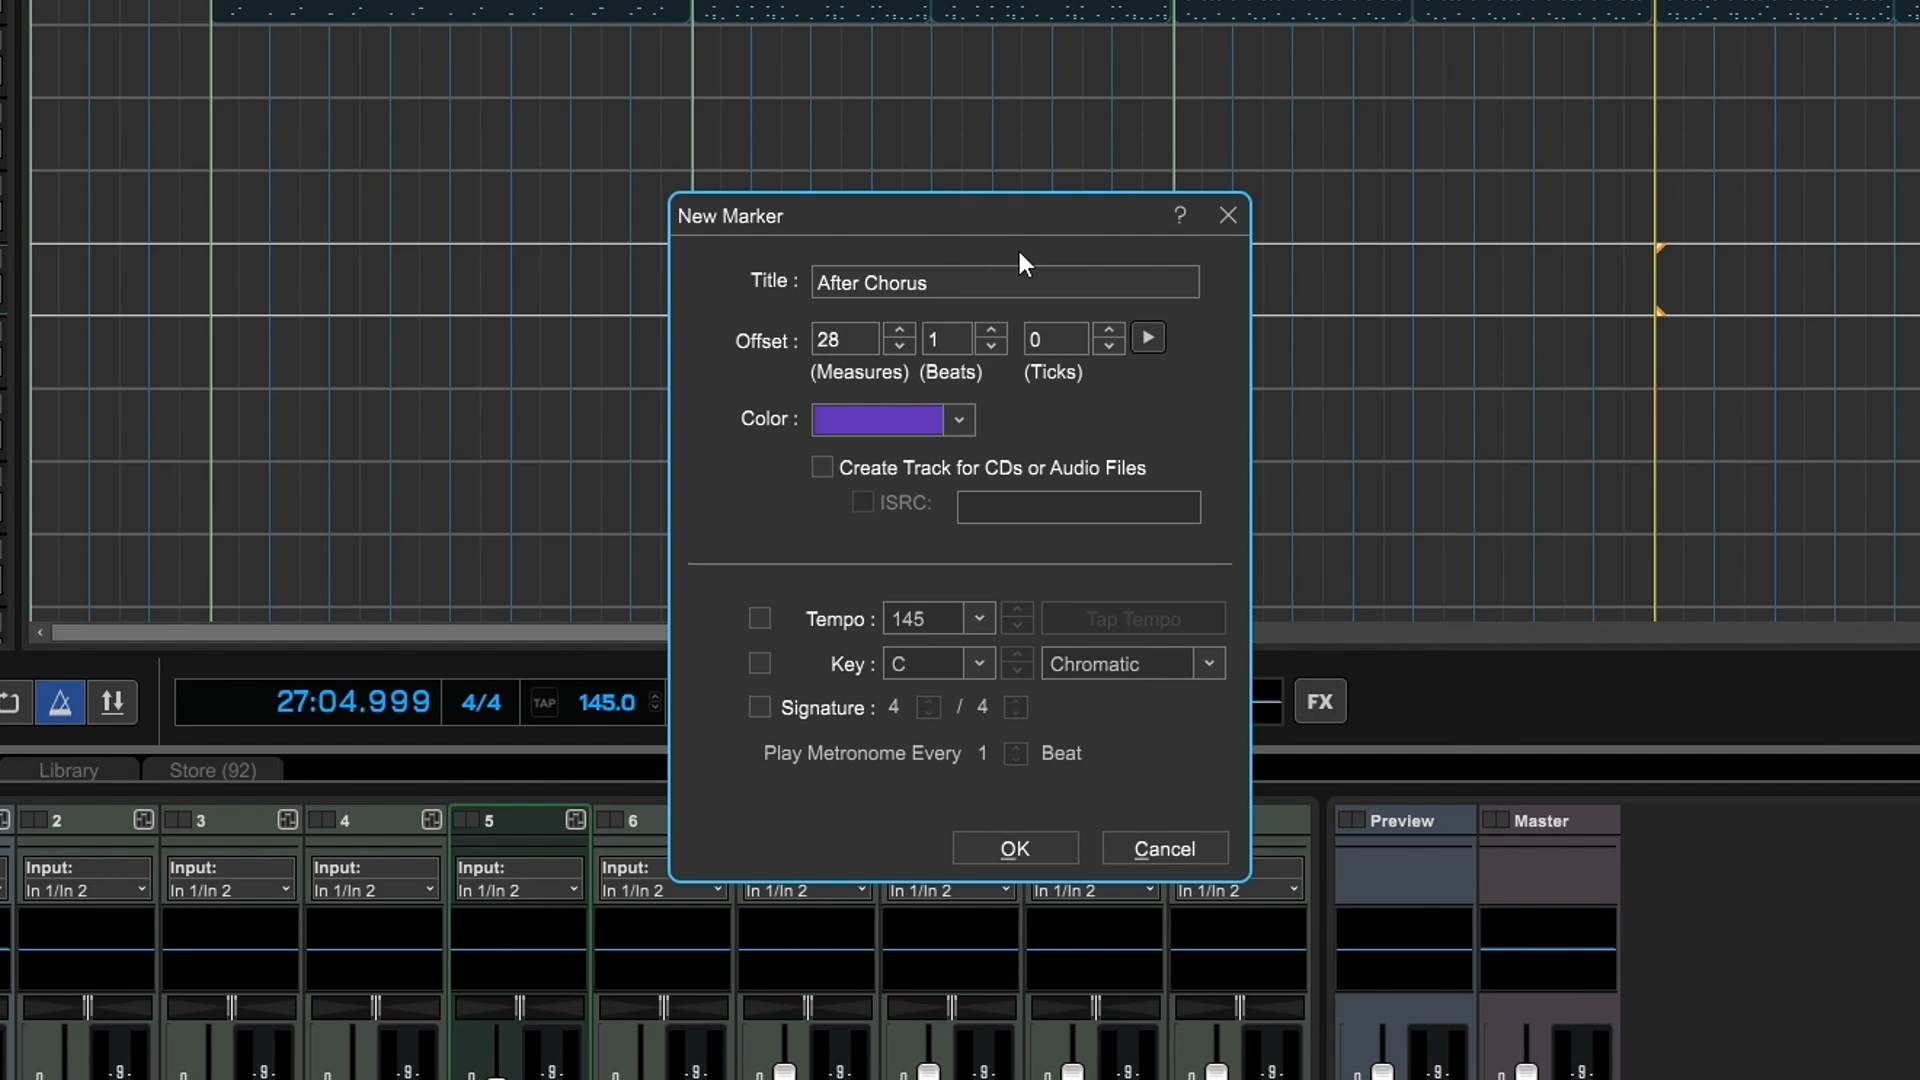 New Marker ?
Title : After Chorus
Offset : 28 1 0
(Measures) (Beats) (Ticks)
Color :
Create Track for CDs or Audio Files
ISRC:
Tempo : 145 Tap Tempo
Key : C Chromatic
Signature : 4 / 4
Play Metronome Every 1 Beat
OK Cancel
27:04.999 4/4 TAP 145.0 FX
Library Store (92)
2 3 4 5 6 Preview Master
Input: Input: Input: Input: Input:
In 1/In 2 In 1/In 2 In 1/In 2 In 1/In 2 In 1/In 2 In 1/In 2 In 1/In 2 In 1/In 2 In 1/In 2
-9- -9- -9- -9- -9- -9- -9- -9- -9- -9- -9-